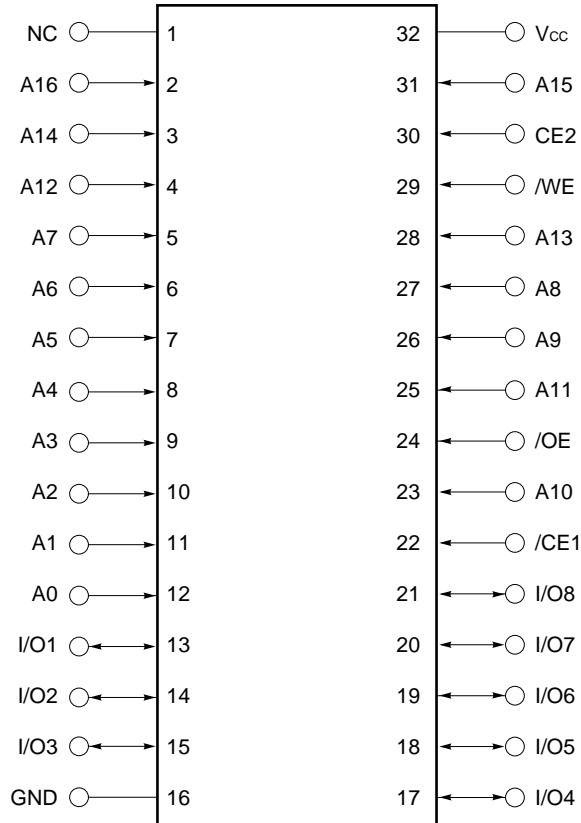 NC 1 32 Vcc
A16 2 31 A15
A14 3 30 CE2
A12 4 29 /WE
A7 5 28 A13
A6 6 27 A8
A5 7 26 A9
A4 8 25 A11
A3 9 24 /OE
A2 10 23 A10
A1 11 22 /CE1
A0 12 21 I/O8
I/O1 13 20 I/O7
I/O2 14 19 I/O6
I/O3 15 18 I/O5
GND 16 17 I/O4